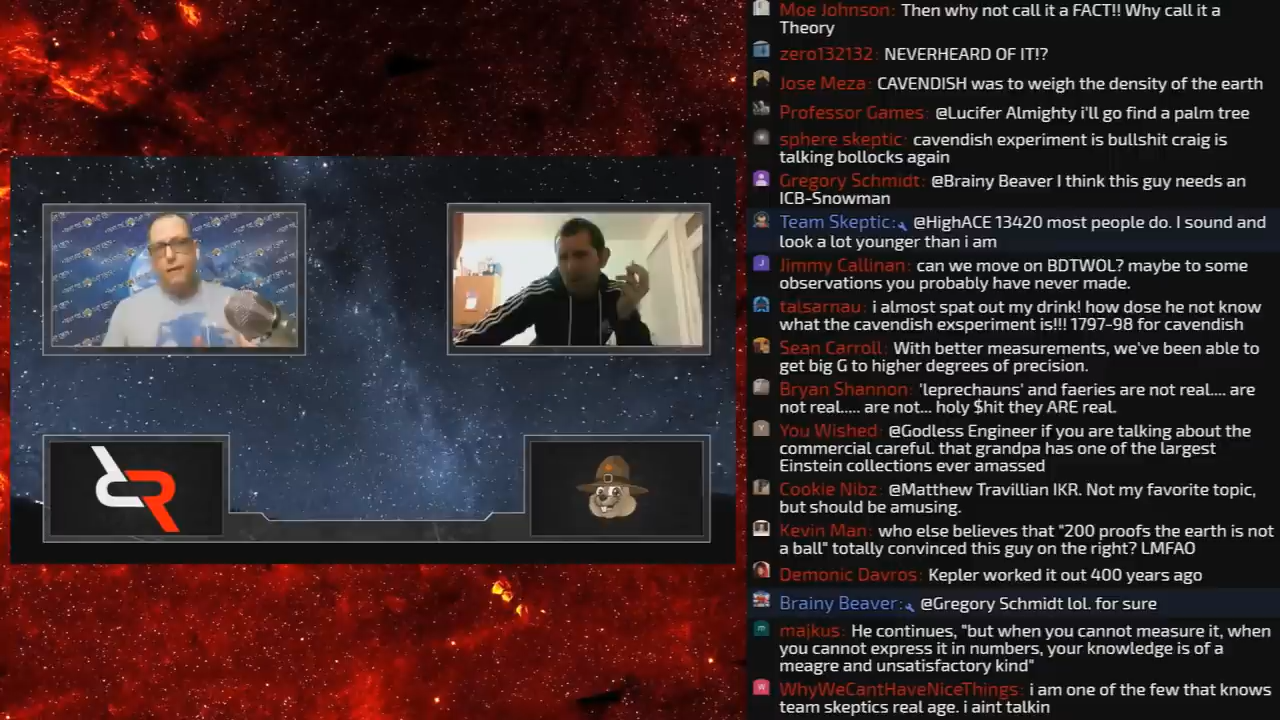 Moe Johnson: Then why not call it a FACT!! Why call it a
Theory
zero132132: NEVERHEARD OF IT!?
Jose Meza: CAVENDISH was to weigh the density of the earth
Professor Games: @Lucifer Almighty i'll go find a palm tree
sphere skeptic: cavendish experiment is bullshit craig is
talking bollocks again
Gregory Schmidt: @Brainy Beaver I think this guy needs an
ICB-Snowman
Team Skeptic: @HighACE 13420 most people do. I sound and
look a lot younger than i am
Jimmy Callinan: can we move on BDTWOL? maybe to some
observations you probably have never made.
talsarnau: i almost spat out my drink! how dose he not know
what the cavendish exsperiment is!!! 1797-98 for cavendish
Sean Carroll: With better measurements, we've been able to
get big G to higher degrees of precision.
Bryan Shannon: 'leprechauns' and faeries are not real.... are
not real..... are not... holy $hit they ARE real.
You Wished: @Godless Engineer if you are talking about the
commercial careful. that grandpa has one of the largest
Einstein collections ever amassed
Cookie Nibz: @Matthew Travillian IKR. Not my favorite topic,
but should be amusing.
Kevin Man: who else believes that "200 proofs the earth is not
a ball" totally convinced this guy on the right? LMFAO
Demonic Davros: Kepler worked it out 400 years ago
Brainy Beaver: @Gregory Schmidt lol. for sure
majkus: He continues, "but when you cannot measure it, when
you cannot express it in numbers, your knowledge is of a
meagre and unsatisfactory kind"
WhyWeCantHaveNiceThings: i am one of the few that knows
team skeptics real age. i aint talkin